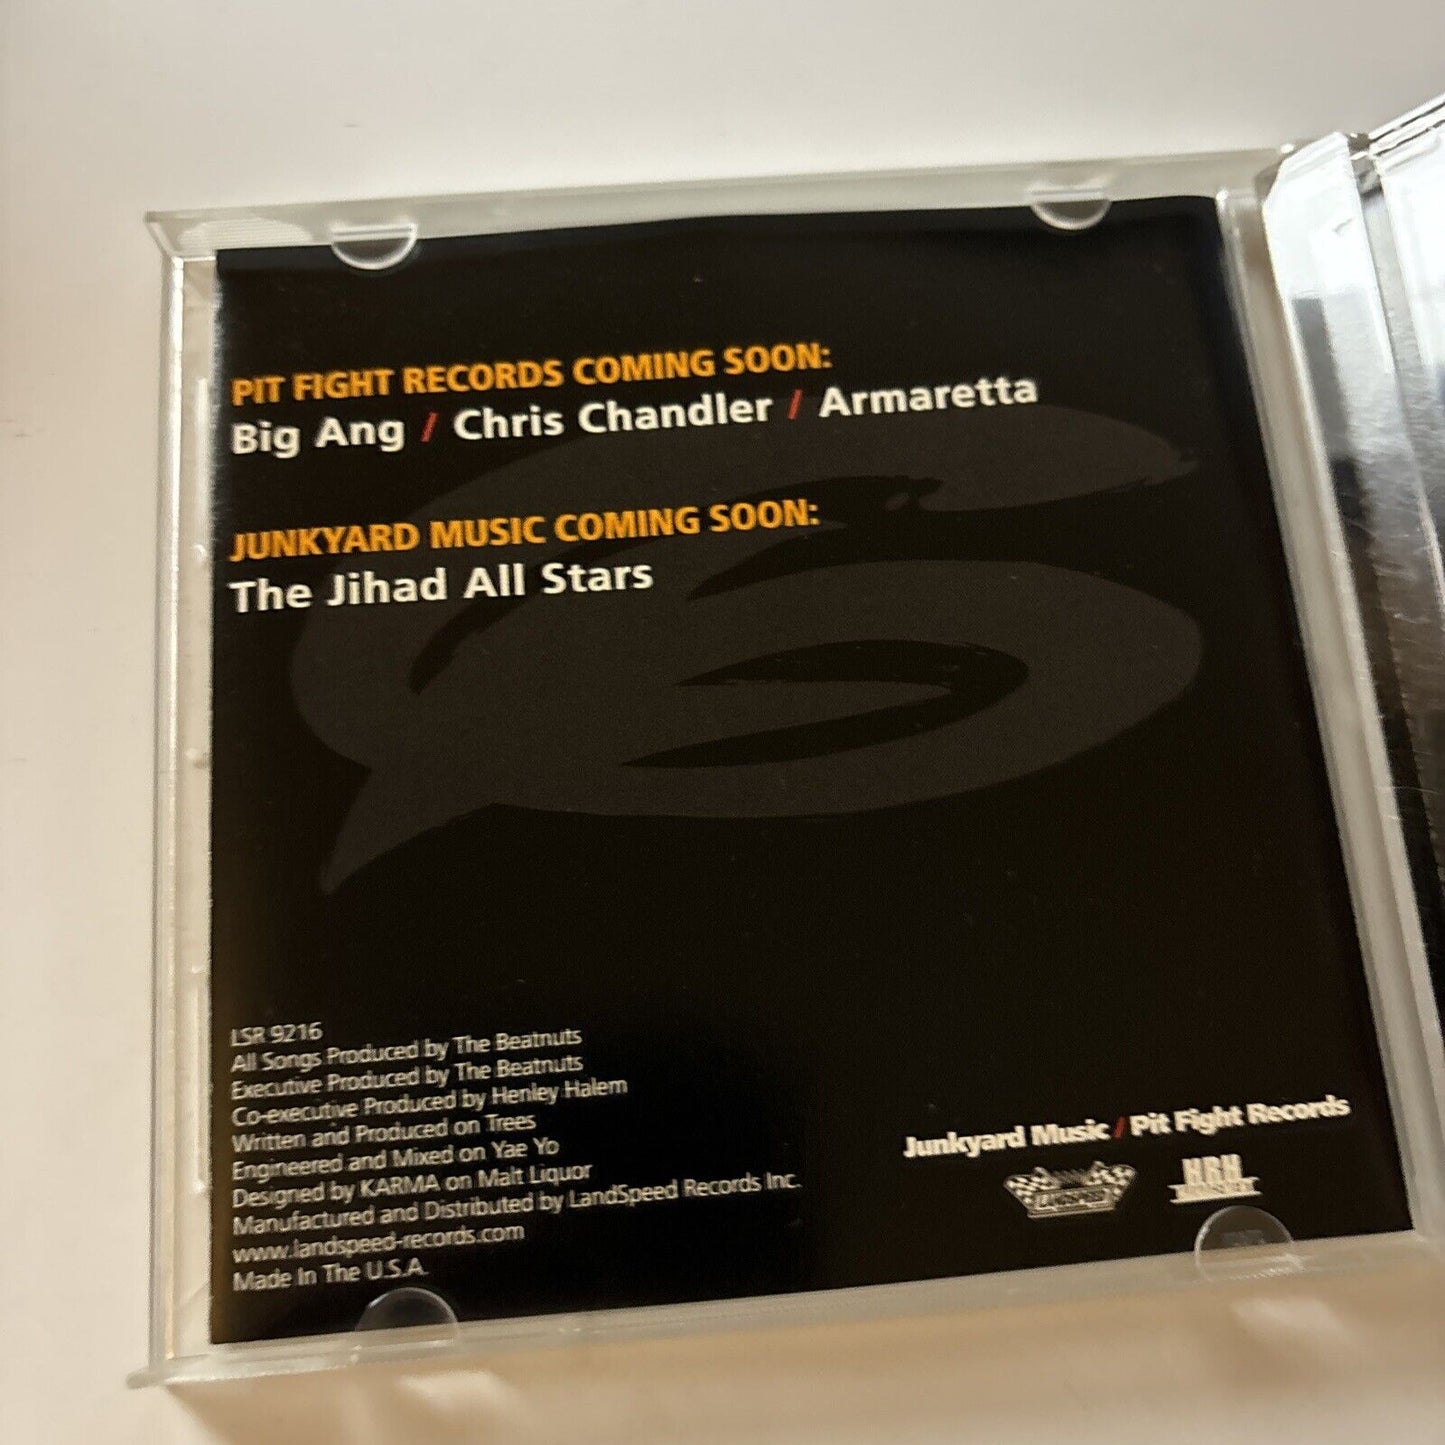 PIT FIGHT RECORDS COMING SOON:
Big Ang / Chris Chandler / Armaretta
JUNKYARD MUSIC COMING SOON:
The Jihad All Stars
LSR 9216
All Songs Produced by The Beatnuts
Executive Produced by The Beatnuts
Co-executive Produced by Henley Halem
Written and Produced on Trees
Engineered and Mixed on Yae Yo
Designed by KARMA on Malt Liquor
Manufactured and Distributed by LandSpeed Records Inc.
www.landspeed-records.com
Made In The U.S.A.
Junkyard Music / Pit Fight Records
LANDSPEED
HRH